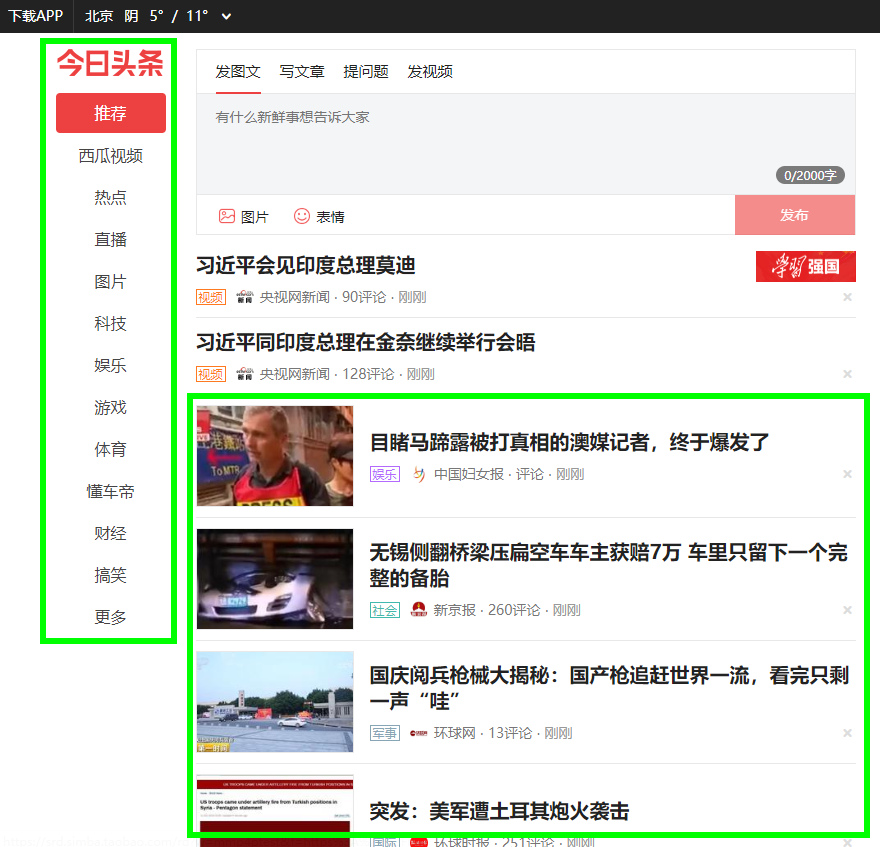 下载APP 北京 阴 5° / 11°
今日头条
推荐
西瓜视频
热点
直播
图片
科技
娱乐
游戏
体育
懂车帝
财经
搞笑
更多
发图文 写文章 提问题 发视频
有什么新鲜事想告诉大家
0/2000字
图片 表情 发布
习近平会见印度总理莫迪
学习强国
视频 央视网新闻 · 90评论 · 刚刚
习近平同印度总理在金奈继续举行会晤
视频 央视网新闻 · 128评论 · 刚刚
To MTR
目睹马蹄露被打真相的澳媒记者，终于爆发了
娱乐 中国妇女报 · 评论 · 刚刚
无锡侧翻桥梁压扁空车车主获赔7万 车里只留下一个完
整的备胎
社会 新京报 · 260评论 · 刚刚
国庆阅兵枪械大揭秘：国产枪追赶世界一流，看完只剩
一声“哇”
军事 环球网 · 13评论 · 刚刚
US troops came under artillery fire from Turkish positions in
Syria - Pentagon statement
突发：美军遭土耳其炮火袭击
国际 环球时报 · 251评论 · 刚刚